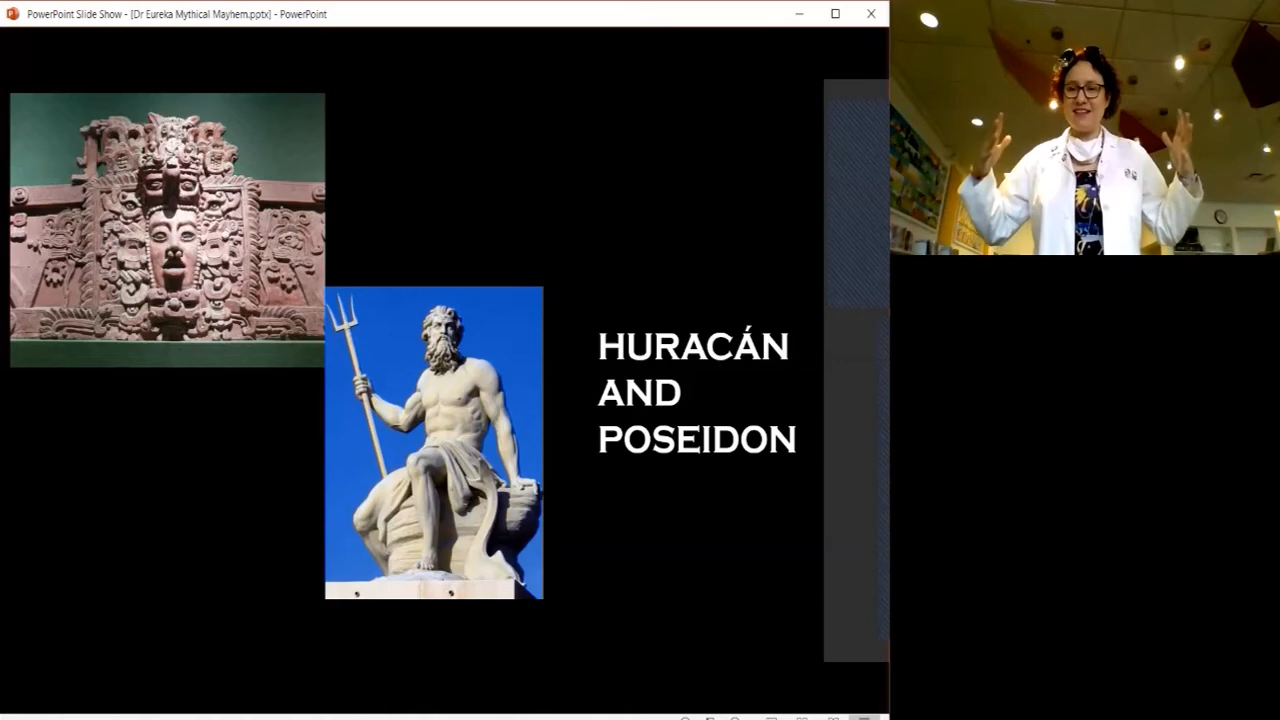 PowerPoint Slide Show - [Dr Eureka Mythical Mayhem.pptx] - PowerPoint
HURACÁN
AND
POSEIDON